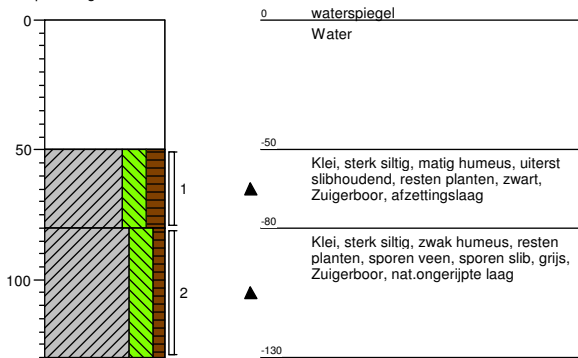 0
50
100
1
2
0 waterspiegel
Water
-50
Klei, sterk siltig, matig humeus, uiterst
slibhoudend, resten planten, zwart,
Zuigerboor, afzettingslaag
-80
Klei, sterk siltig, zwak humeus, resten
planten, sporen veen, sporen slib, grijs,
Zuigerboor, nat.ongerijpte laag
-130